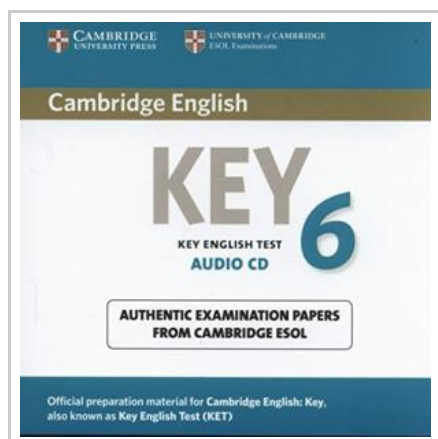 CAMBRIDGE
UNIVERSITY PRESS
UNIVERSITY of CAMBRIDGE
ESOL Examinations
Cambridge English
KEY 6
KEY ENGLISH TEST
AUDIO CD
AUTHENTIC EXAMINATION PAPERS
FROM CAMBRIDGE ESOL
Official preparation material for Cambridge English: Key,
also known as Key English Test (KET)